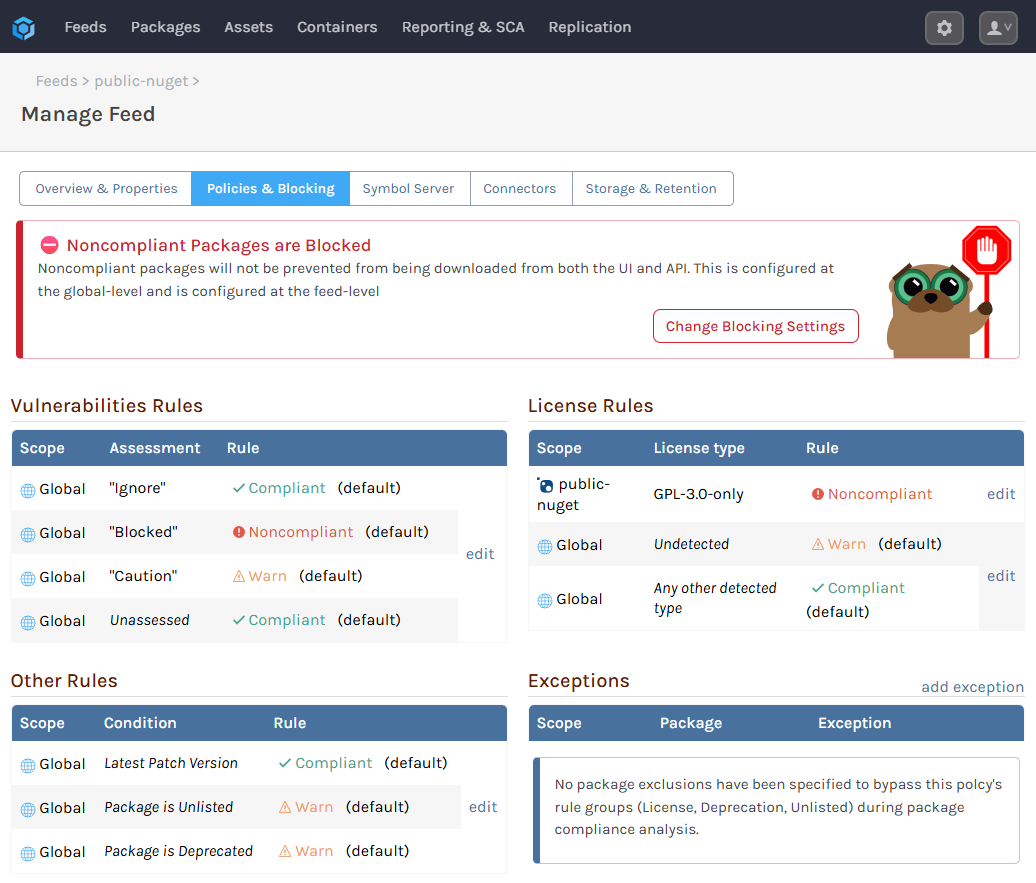 Feeds Packages Assets Containers Reporting & SCA Replication
Feeds > public-nuget >
Manage Feed
Overview & Properties Policies & Blocking Symbol Server Connectors Storage & Retention
Noncompliant Packages are Blocked
Noncompliant packages will not be prevented from being downloaded from both the UI and API. This is configured at
the global-level and is configured at the feed-level
Change Blocking Settings
Vulnerabilities Rules
Scope Assessment Rule
Global "Ignore" Compliant (default)
Global "Blocked" Noncompliant (default)
edit
Global "Caution" Warn (default)
Global Unassessed Compliant (default)
License Rules
Scope License type Rule
public-
nuget GPL-3.0-only Noncompliant edit
Global Undetected Warn (default)
edit
Global Any other detected
type Compliant
(default)
Other Rules
Scope Condition Rule
Global Latest Patch Version Compliant (default)
Global Package is Unlisted Warn (default) edit
Global Package is Deprecated Warn (default)
Exceptions
add exception
Scope Package Exception
No package exclusions have been specified to bypass this polcy's
rule groups (License, Deprecation, Unlisted) during package
compliance analysis.